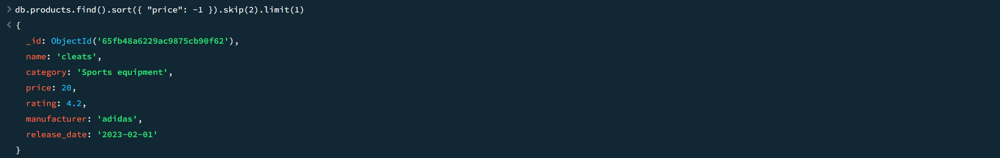 > db.products.find().sort({ "price": -1 }).skip(2).limit(1)
< {
_id: ObjectId('65fb48a6229ac9875cb90f62'),
name: 'cleats',
category: 'Sports equipment',
price: 20,
rating: 4.2,
manufacturer: 'adidas',
release_date: '2023-02-01'
}